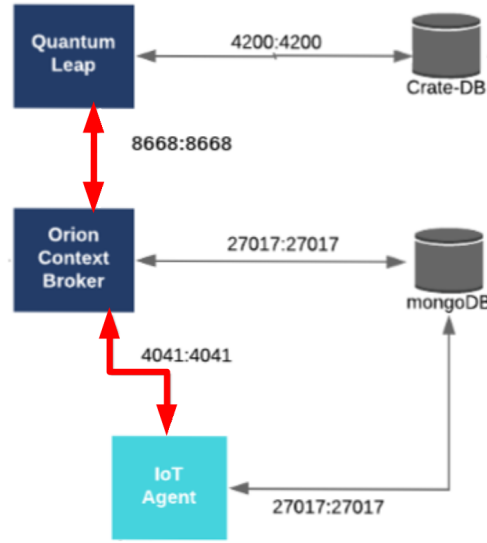 Quantum
Leap
4200:4200
Crate-DB
8668:8668
Orion
Context
Broker
27017:27017
mongoDB
4041:4041
IoT
Agent
27017:27017